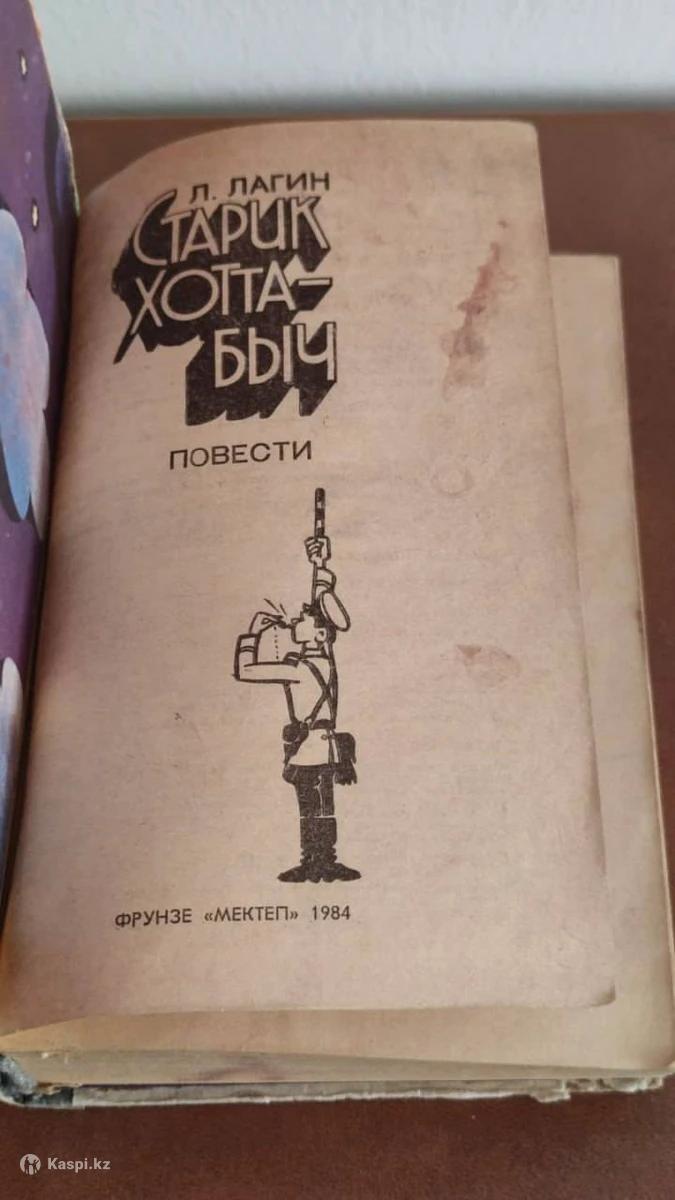 Л. ЛАГИН
СТАРИК
ХОТТА-
БЫЧ
ПОВЕСТИ
ФРУНЗЕ «МЕКТЕП» 1984
Kaspi.kz